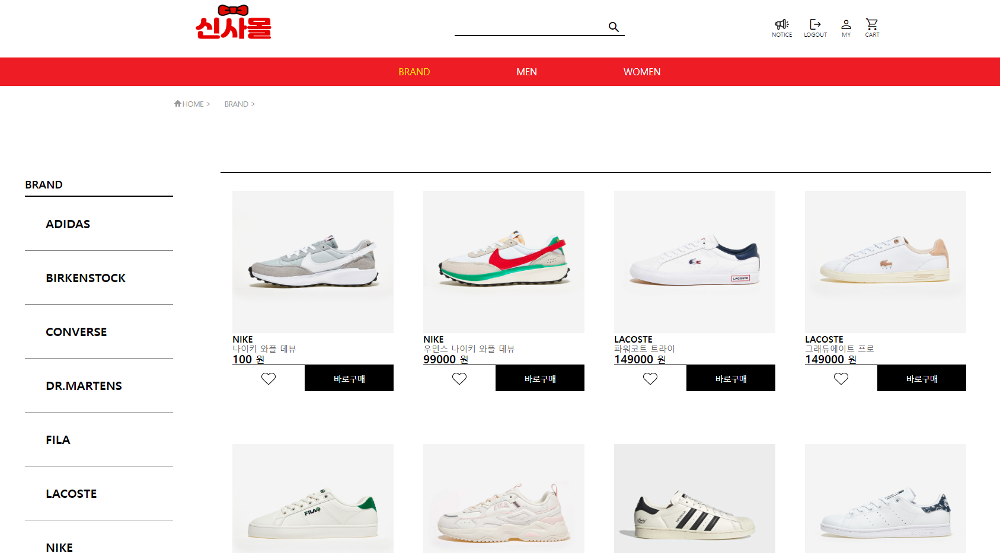 신사몰
NOTICE LOGOUT MY CART
BRAND MEN WOMEN
HOME > BRAND >
BRAND
ADIDAS
BIRKENSTOCK
CONVERSE
DR.MARTENS
FILA
LACOSTE
NIKE
LACOSTE
NIKE
나이키 와플 데뷰
100 원
바로구매
NIKE
우먼스 나이키 와플 데뷰
99000 원
바로구매
LACOSTE
파워코트 트라이
149000 원
바로구매
LACOSTE
그래듀에이트 프로
149000 원
바로구매
FILA
FILA